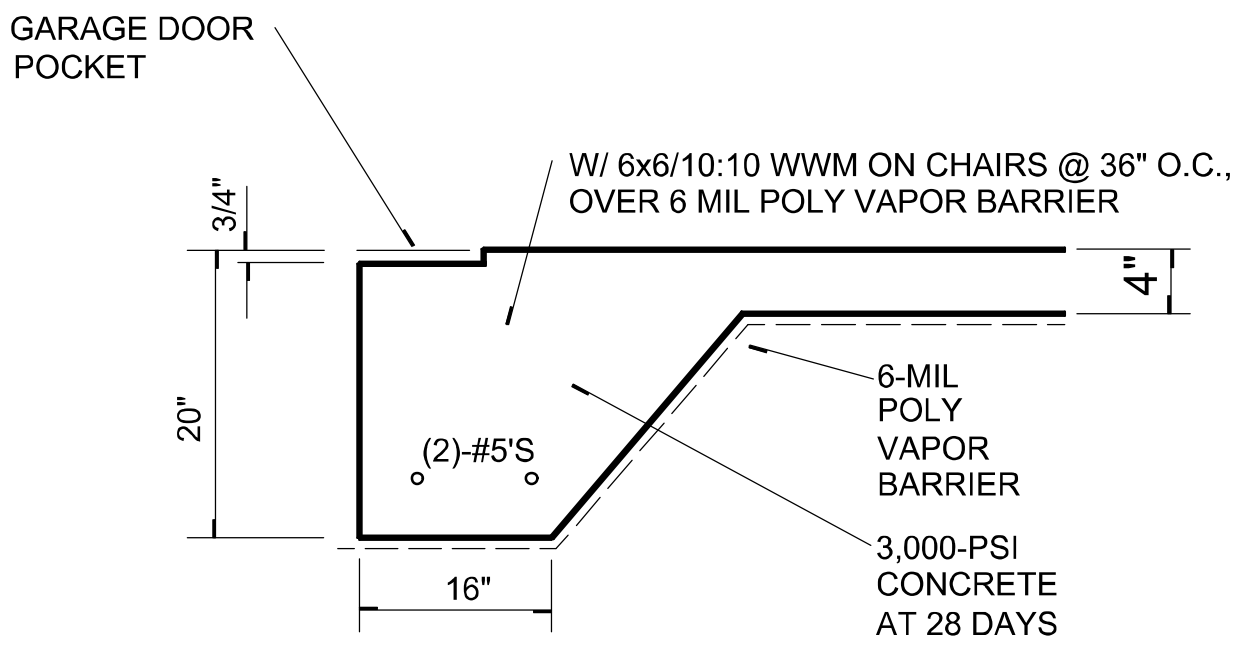 GARAGE DOOR
POCKET
W/ 6x6/10:10 WWM ON CHAIRS @ 36" O.C.,
OVER 6 MIL POLY VAPOR BARRIER
3/4"
4"
20"
6-MIL
POLY
VAPOR
BARRIER
(2)-#5'S
3,000-PSI
CONCRETE
AT 28 DAYS
16"